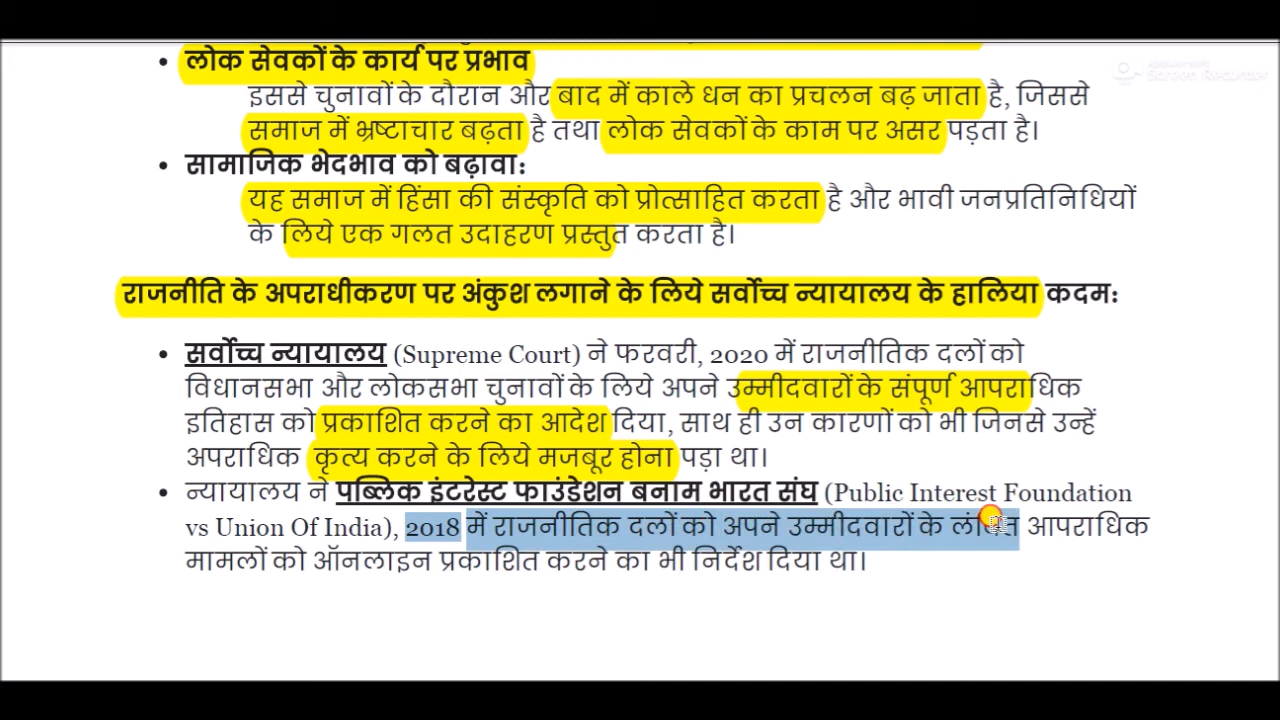 लोक सेवकों के कार्य पर प्रभाव
इससे चुनावों के दौरान और बाद में काले धन का प्रचलन बढ़ जाता है, जिससे
समाज में भ्रष्टाचार बढ़ता है तथा लोक सेवकों के काम पर असर पड़ता है।
सामाजिक भेदभाव को बढ़ावा:
यह समाज में हिंसा की संस्कृति को प्रोत्साहित करता है और भावी जनप्रतिनिधियों
के लिये एक गलत उदाहरण प्रस्तुत करता है।
राजनीति के अपराधीकरण पर अंकुश लगाने के लिये सर्वोच्च न्यायालय के हालिया कदम:
सर्वोच्च न्यायालय (Supreme Court) ने फरवरी, 2020 में राजनीतिक दलों को
विधानसभा और लोकसभा चुनावों के लिये अपने उम्मीदवारों के संपूर्ण आपराधिक
इतिहास को प्रकाशित करने का आदेश दिया, साथ ही उन कारणों को भी जिनसे उन्हें
अपराधिक कृत्य करने के लिये मजबूर होना पड़ा था।
न्यायालय ने पब्लिक इंटरेस्ट फाउंडेशन बनाम भारत संघ (Public Interest Foundation
vs Union Of India), 2018 में राजनीतिक दलों को अपने उम्मीदवारों के लंबित आपराधिक
मामलों को ऑनलाइन प्रकाशित करने का भी निर्देश दिया था।
Screen Recorder